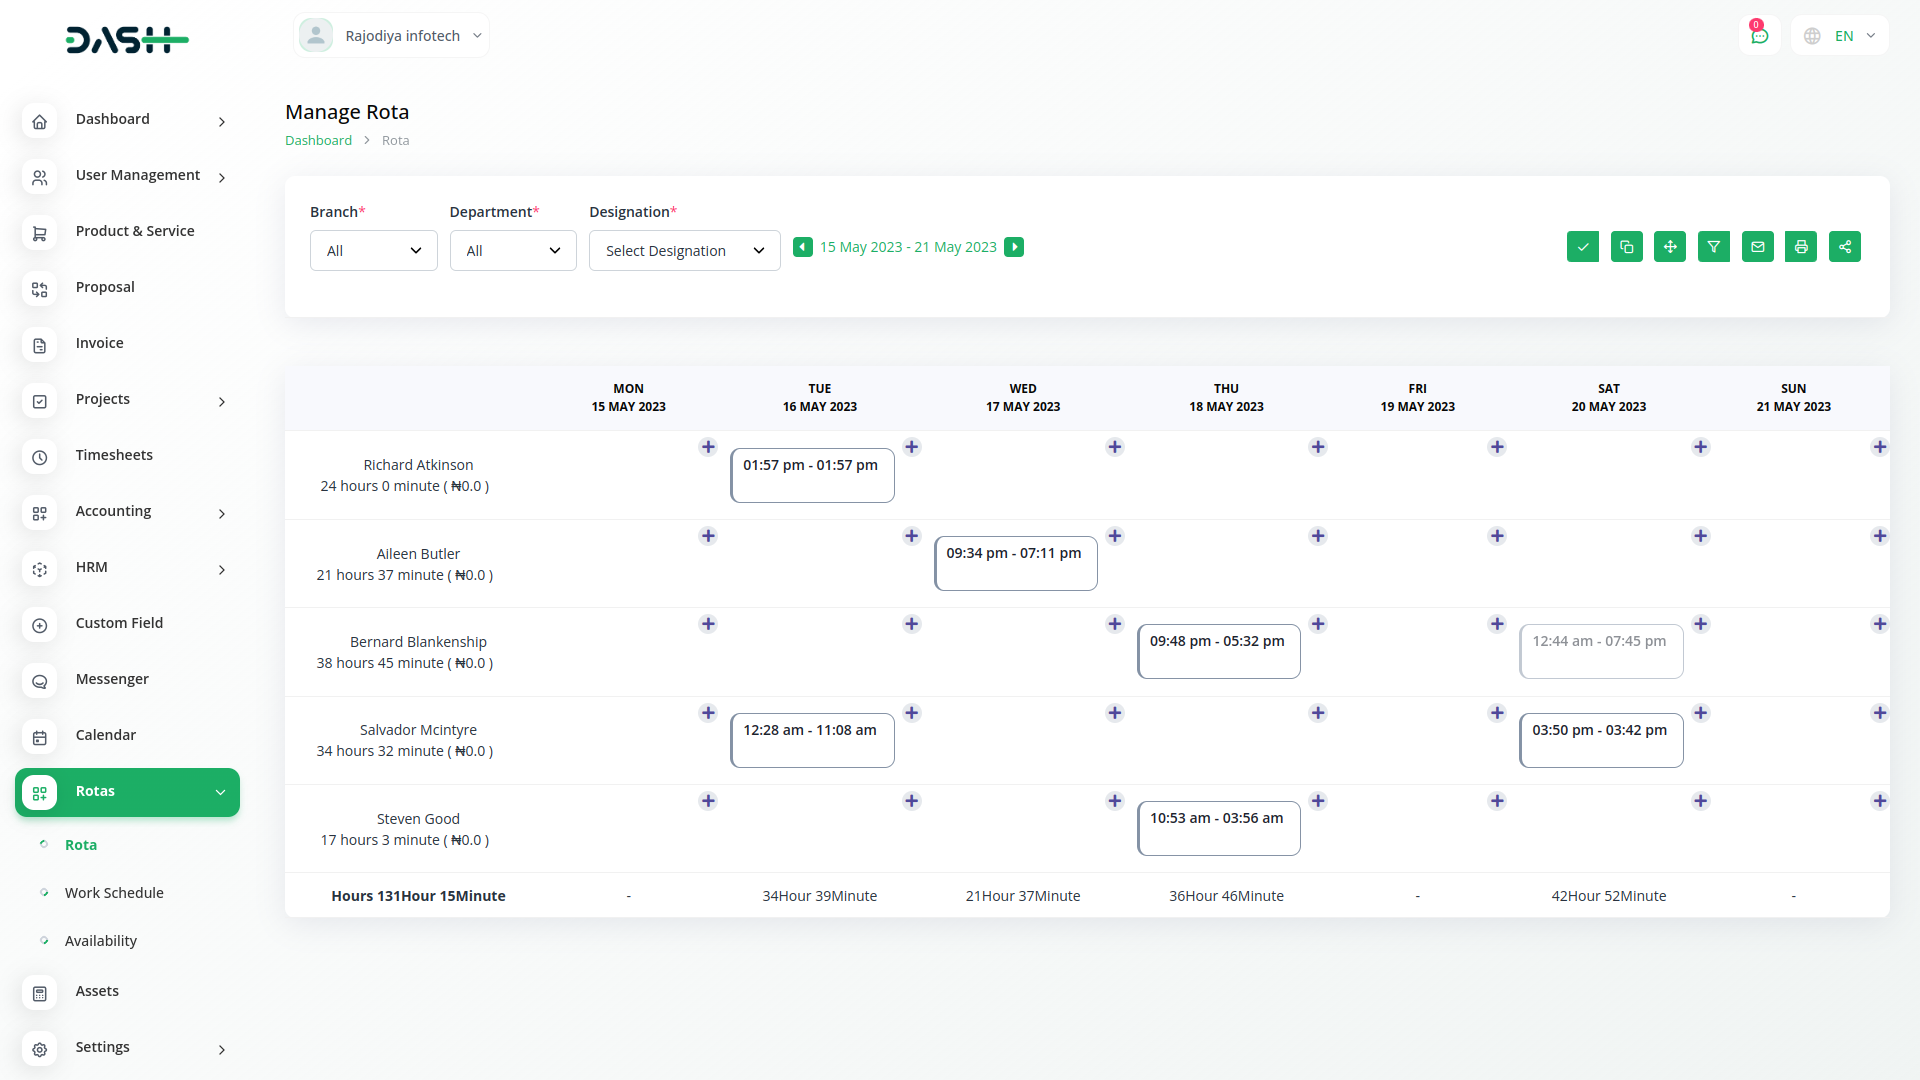 DASH
Rajodiya infotech
0
EN
Dashboard
User Management
Product & Service
Proposal
Invoice
Projects
Timesheets
Accounting
HRM
Custom Field
Messenger
Calendar
Rotas
Rota
Work Schedule
Availability
Assets
Settings
Manage Rota
Dashboard > Rota
Branch* Department* Designation*
All All Select Designation 15 May 2023 - 21 May 2023
MON TUE WED THU FRI SAT SUN
15 MAY 2023 16 MAY 2023 17 MAY 2023 18 MAY 2023 19 MAY 2023 20 MAY 2023 21 MAY 2023
Richard Atkinson 01:57 pm - 01:57 pm
24 hours 0 minute ( ₦0.0 )
Aileen Butler 09:34 pm - 07:11 pm
21 hours 37 minute ( ₦0.0 )
Bernard Blankenship 09:48 pm - 05:32 pm 12:44 am - 07:45 pm
38 hours 45 minute ( ₦0.0 )
Salvador Mcintyre 12:28 am - 11:08 am 03:50 pm - 03:42 pm
34 hours 32 minute ( ₦0.0 )
Steven Good 10:53 am - 03:56 am
17 hours 3 minute ( ₦0.0 )
Hours 131Hour 15Minute - 34Hour 39Minute 21Hour 37Minute 36Hour 46Minute - 42Hour 52Minute -